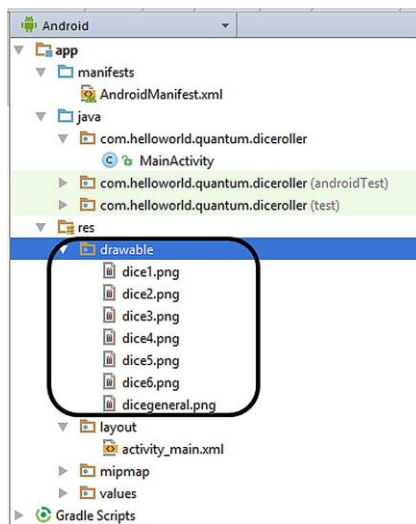 Android
app
manifests
AndroidManifest.xml
java
com.helloworld.quantum.diceroller
MainActivity
com.helloworld.quantum.diceroller (androidTest)
com.helloworld.quantum.diceroller (test)
res
drawable
dice1.png
dice2.png
dice3.png
dice4.png
dice5.png
dice6.png
dicegeneral.png
layout
activity_main.xml
mipmap
values
Gradle Scripts